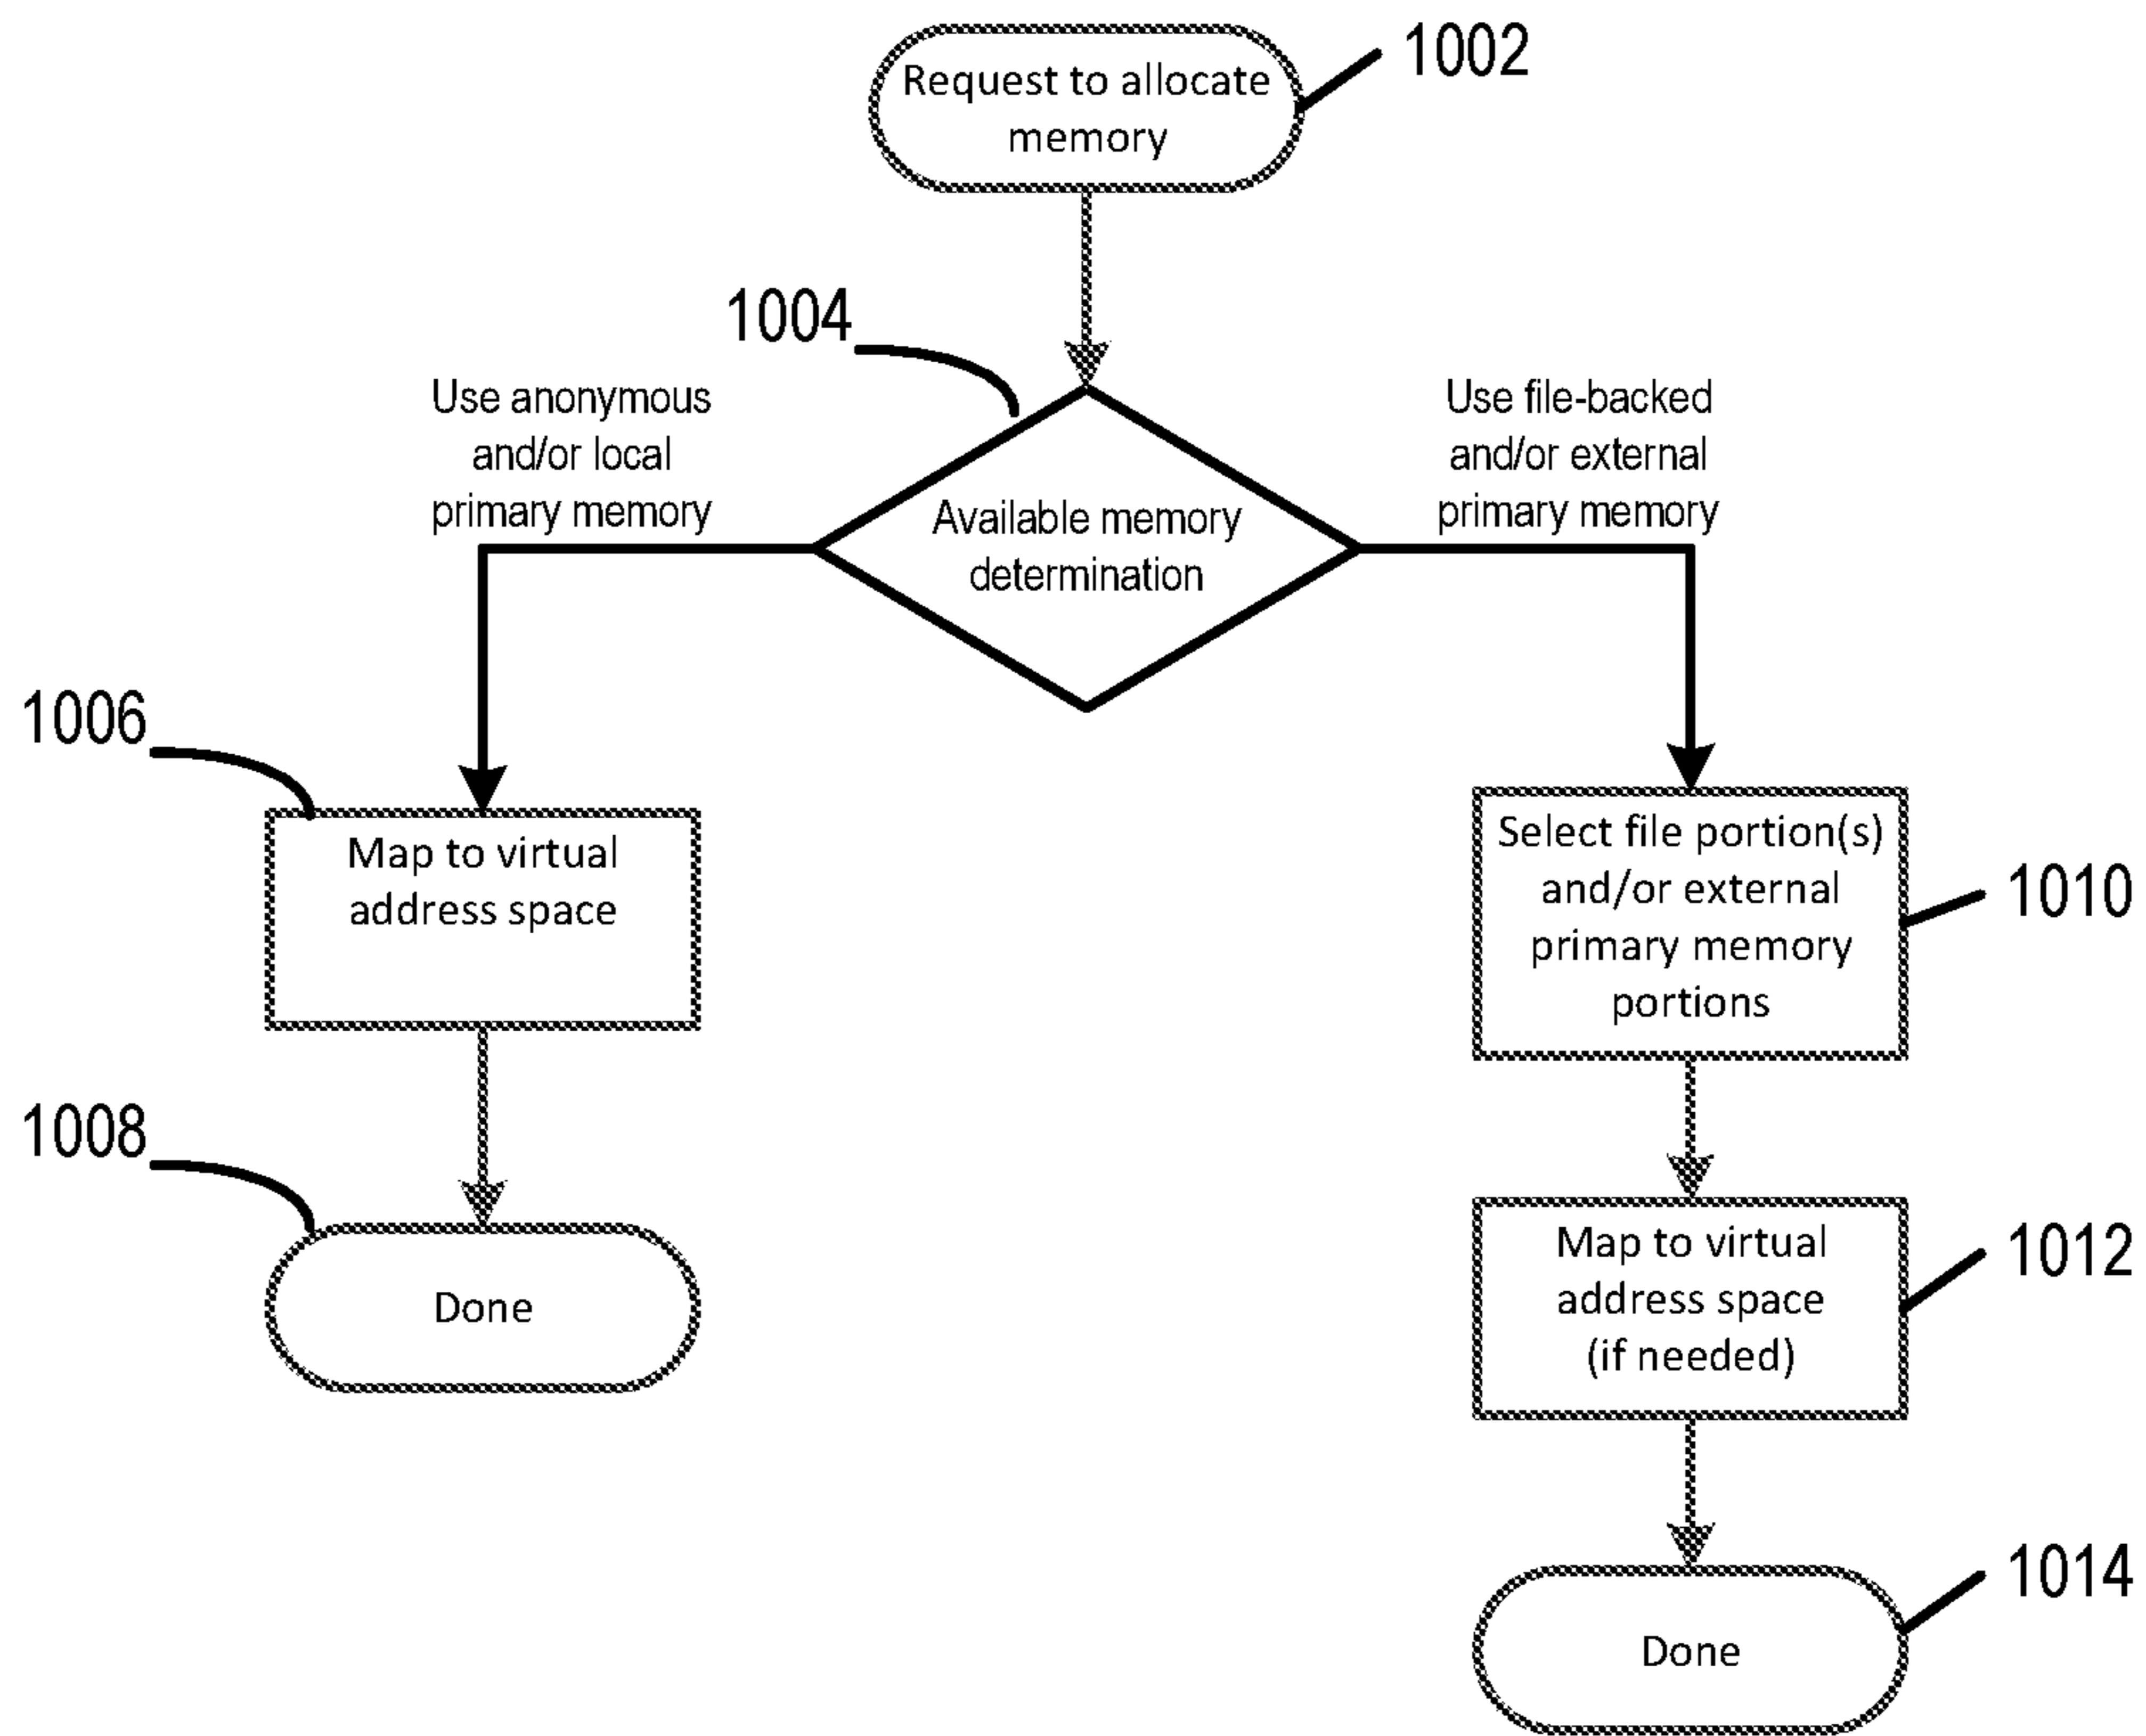 Request to allocate
memory
1002
1004
Use anonymous
and/or local
primary memory
Available memory
determination
Use file-backed
and/or external
primary memory
1006
Map to virtual
address space
Select file portion(s)
and/or external
primary memory
portions
1010
1008
Done
Map to virtual
address space
(if needed)
1012
Done
1014